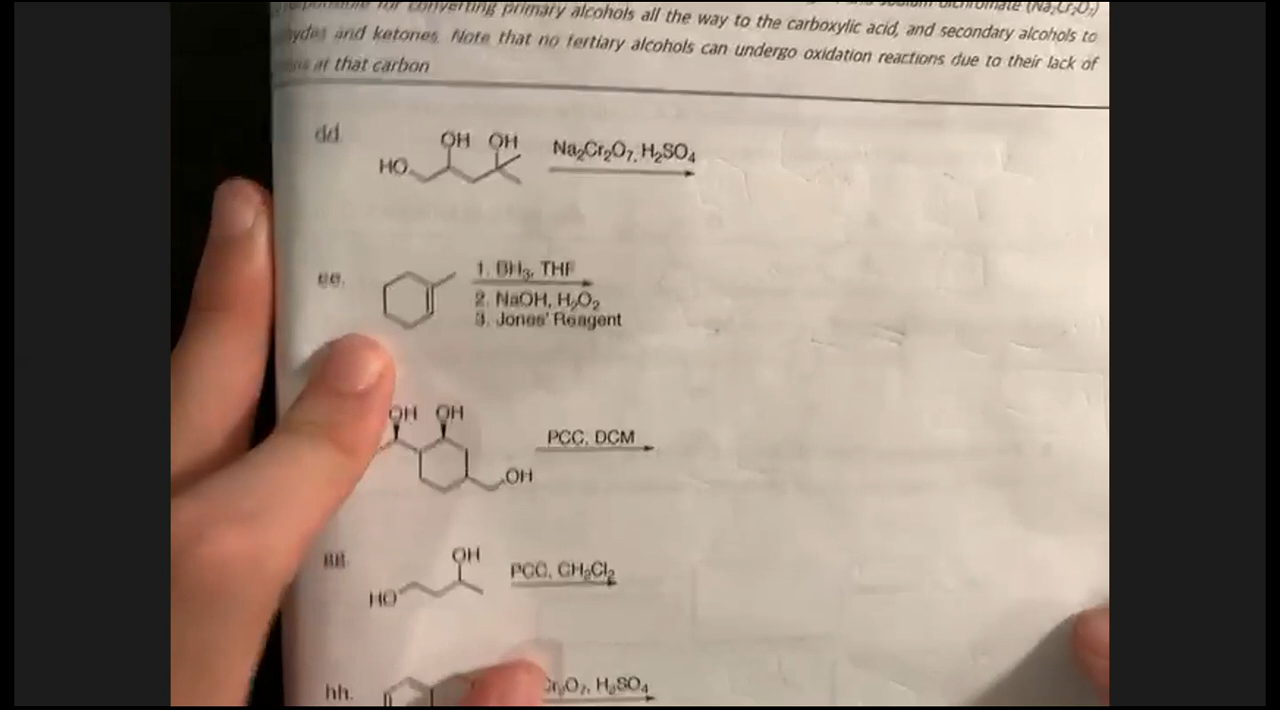 converting primary alcohols all the way to the carboxylic acid, and secondary alcohols to
and ketones. Note that no tertiary alcohols can undergo oxidation reactions due to their lack of
at that carbon
dd.
OH OH
HO
Na2Cr2O7, H2SO4
ee.
1. BH3, THF
2. NaOH, H2O2
3. Jones' Reagent
OH OH
OH
PCC, DCM
gg.
OH
HO
PCC, CH2Cl2
hh.
H2SO4